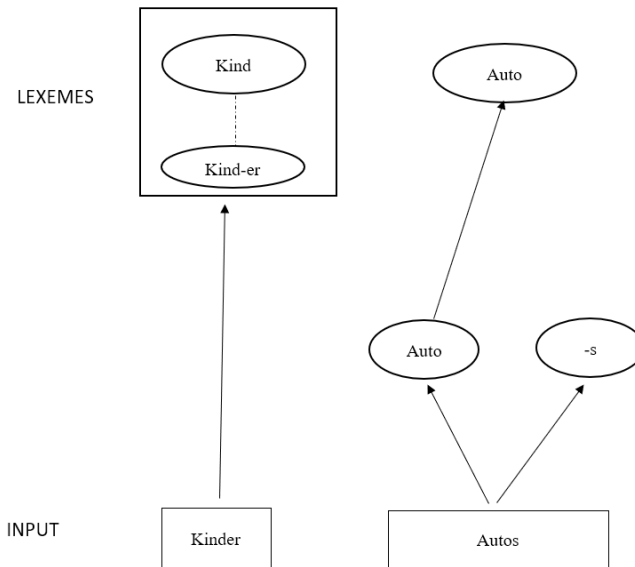 Kind
Auto
LEXEMES
Kind-er
Auto
-s
INPUT
Kinder
Autos